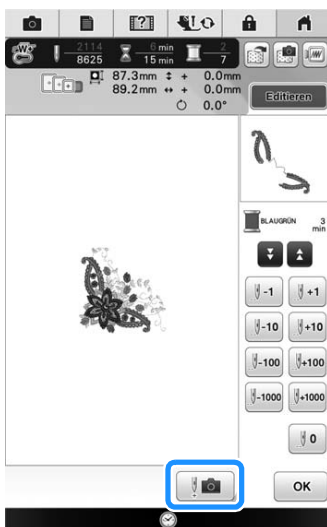 W+
2114 6 min 2
8625 15 min 7
87.3mm + 0.0mm
89.2mm + 0.0mm
0.0°
Editieren
BLAUGRÜN 3 min
-1 +1
-10 +10
-100 +100
-1000 +1000
0
OK